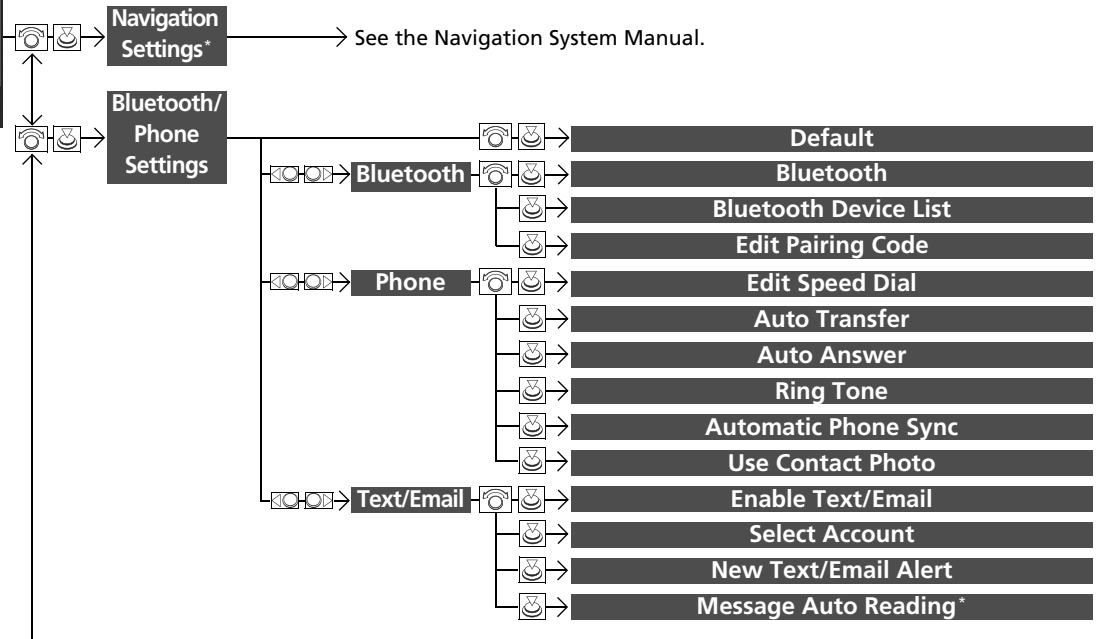 Navigation
Settings*
See the Navigation System Manual.
Bluetooth/
Phone
Settings
Default
Bluetooth
Bluetooth
Bluetooth Device List
Edit Pairing Code
Phone
Edit Speed Dial
Auto Transfer
Auto Answer
Ring Tone
Automatic Phone Sync
Use Contact Photo
Text/Email
Enable Text/Email
Select Account
New Text/Email Alert
Message Auto Reading*